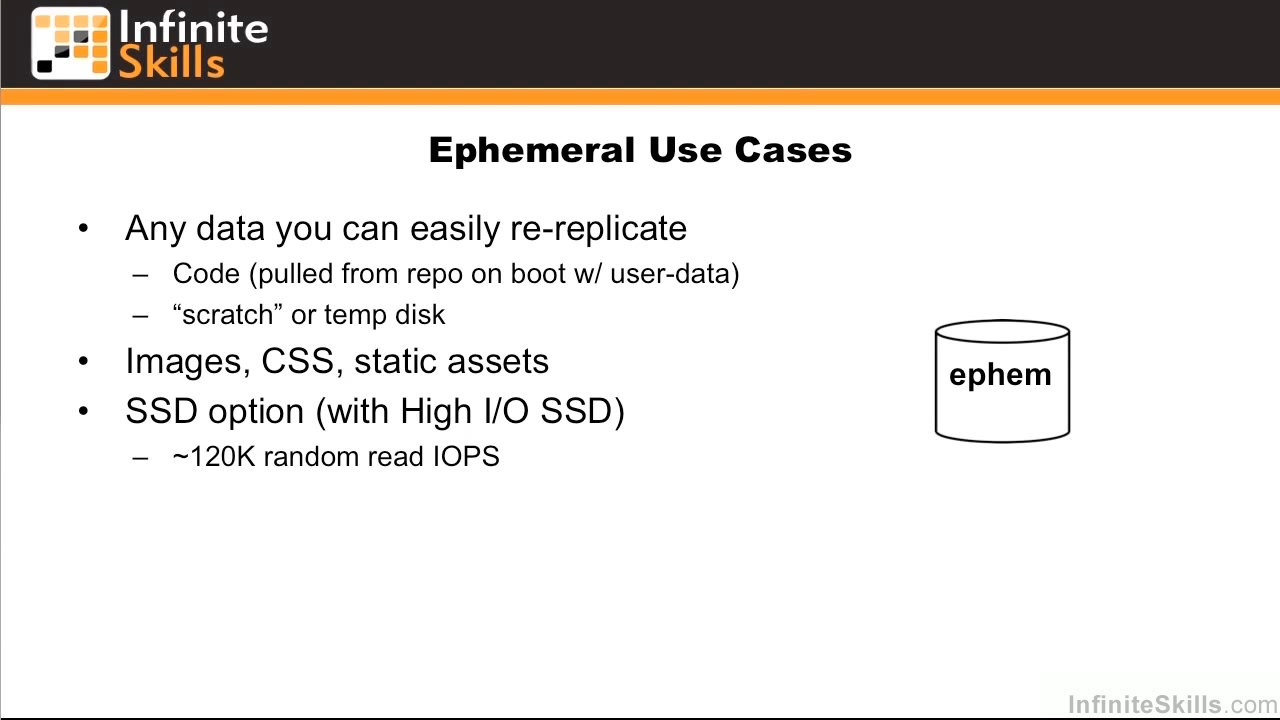 Infinite
Skills
Ephemeral Use Cases
• Any data you can easily re-replicate
– Code (pulled from repo on boot w/ user-data)
– “scratch” or temp disk
• Images, CSS, static assets
• SSD option (with High I/O SSD)
– ~120K random read IOPS
ephem
InfiniteSkills.com